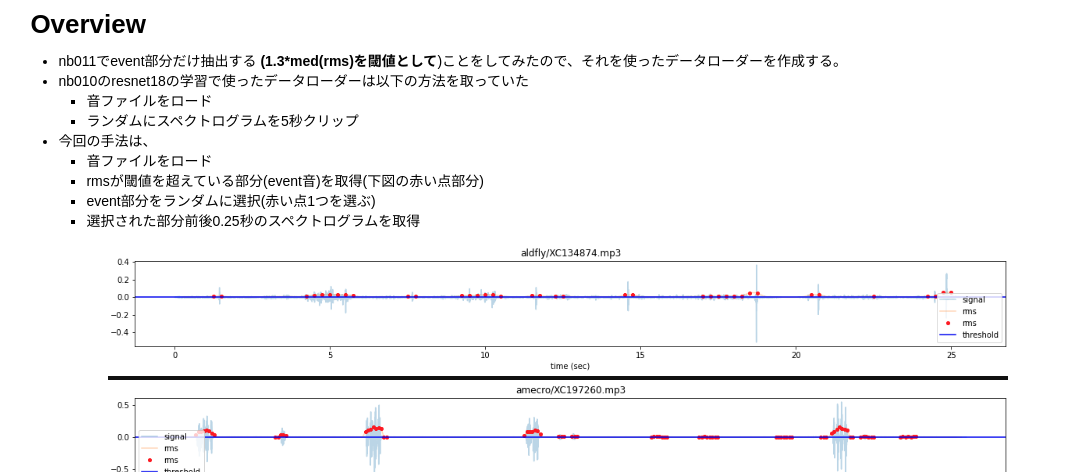 Overview
nb011でevent部分だけ抽出する (1.3*med(rms)を閾値として)ことをしてみたので、それを使ったデータローダーを作成する。
nb010のresnet18の学習で使ったデータローダーは以下の方法を取っていた
音ファイルをロード
ランダムにスペクトログラムを5秒クリップ
今回の手法は、
音ファイルをロード
rmsが閾値を超えている部分(event音)を取得(下図の赤い点部分)
event部分をランダムに選択(赤い点1つを選ぶ)
選択された部分前後0.25秒のスペクトログラムを取得
aldfly/XC134874.mp3
0.4
0.2
0.0
−0.2
−0.4
signal
rms
rms
threshold
0 5 10 15 20 25
time (sec)
amecro/XC197260.mp3
0.5
0.0
−0.5
signal
rms
rms
threshold